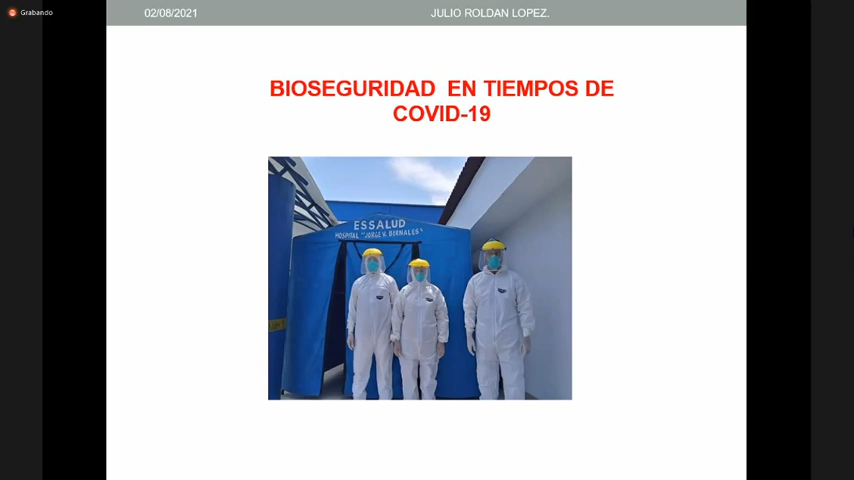 Grabando
02/08/2021
JULIO ROLDAN LOPEZ.
BIOSEGURIDAD EN TIEMPOS DE
COVID-19
ESSALUD
HOSPITAL "JORGE V. BERNALES"